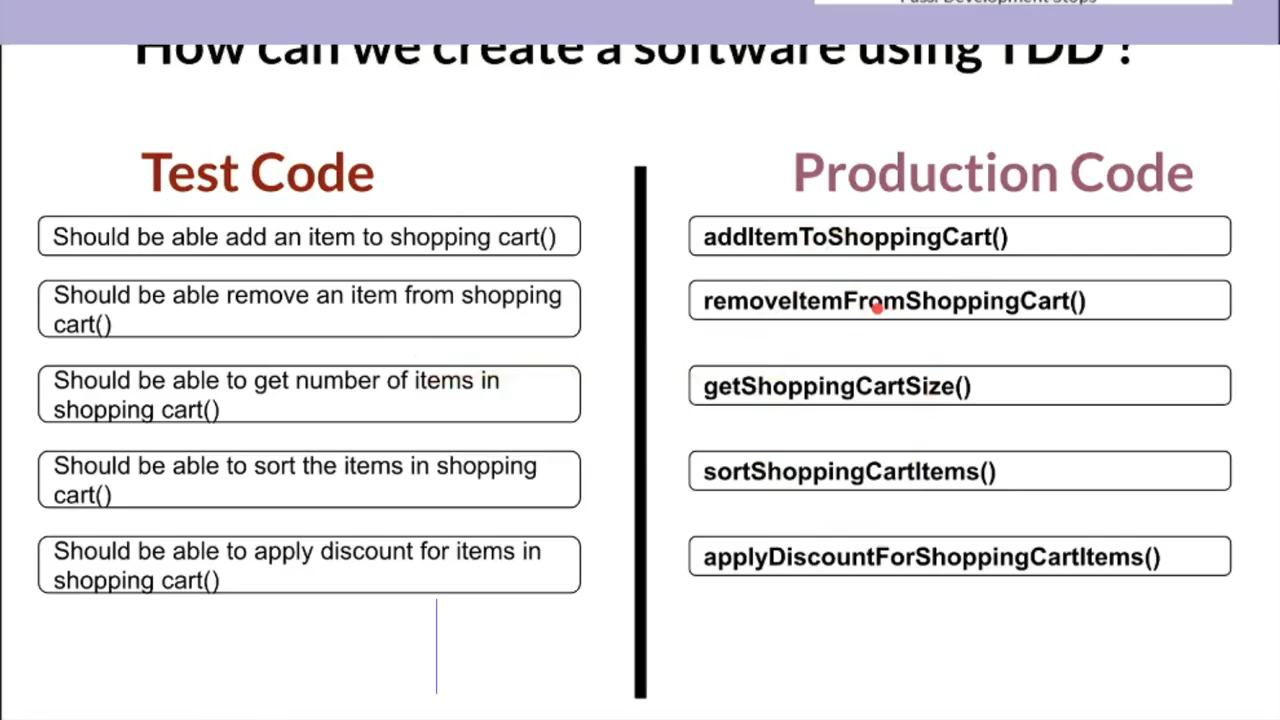 Pass: Development Stops
How can we create a software using TDD ?
Test Code
Production Code
Should be able add an item to shopping cart()
addItemToShoppingCart()
Should be able remove an item from shopping
cart()
removeItemFromShoppingCart()
Should be able to get number of items in
shopping cart()
getShoppingCartSize()
Should be able to sort the items in shopping
cart()
sortShoppingCartItems()
Should be able to apply discount for items in
shopping cart()
applyDiscountForShoppingCartItems()